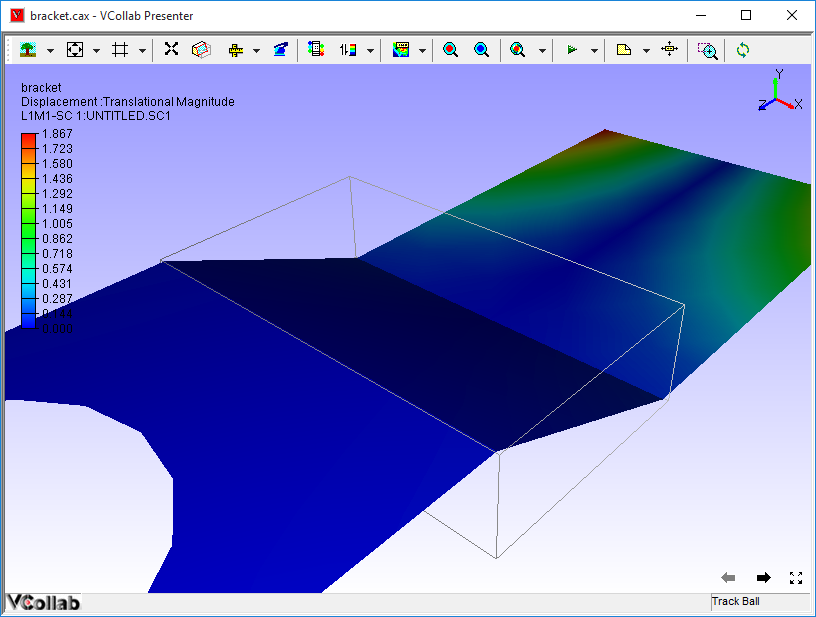 bracket.cax - VCollab Presenter
bracket
Displacement :Translational Magnitude
L1M1-SC 1:UNTITLED.SC1
1.867
1.723
1.580
1.436
1.292
1.149
1.005
0.862
0.718
0.574
0.431
0.287
0.144
0.000
Y
X
Z
VCollab
Track Ball